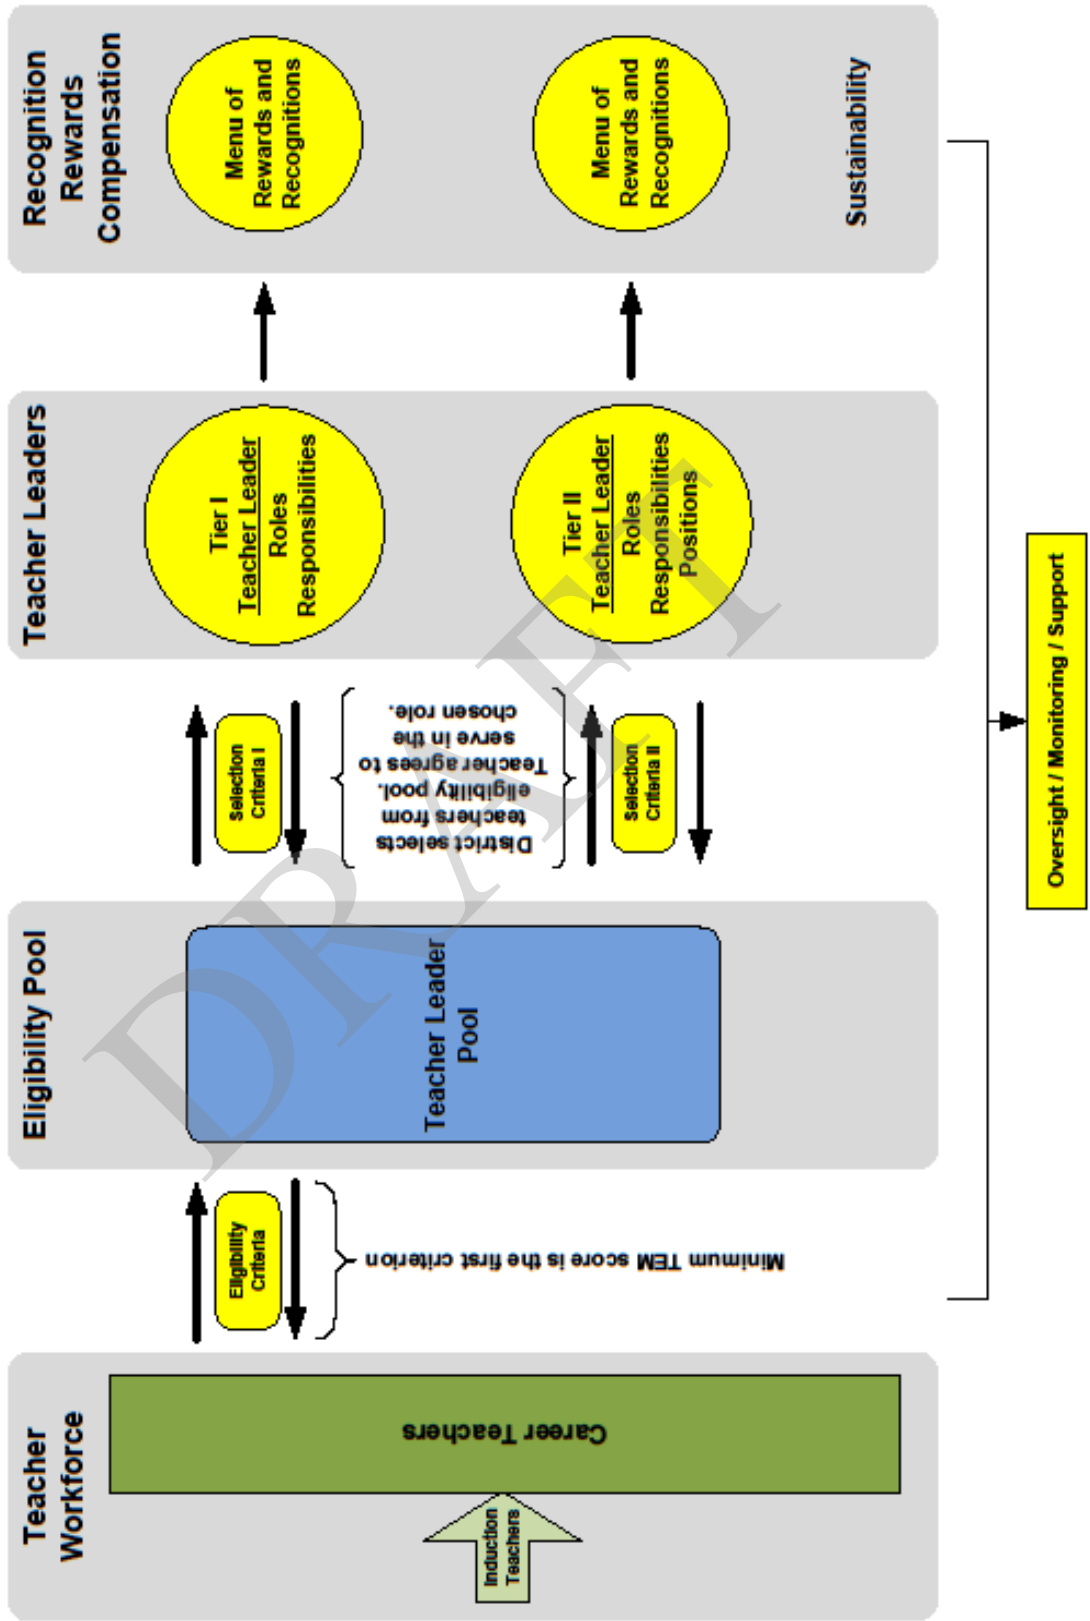 Teacher
Workforce
Induction
Teachers
Career Teachers
Eligibility
Criteria
Minimum TEM score is the first criterion
Eligibility Pool
Teacher Leader
Pool
Selection
Criteria I
District selects
teachers from
eligibility pool.
Teacher agrees to
serve in the
chosen role.
Selection
Criteria II
Teacher Leaders
Tier I
Teacher Leader
Roles
Responsibilities
Tier II
Teacher Leader
Roles
Responsibilities
Positions
Recognition
Rewards
Compensation
Menu of
Rewards and
Recognitions
Menu of
Rewards and
Recognitions
Sustainability
Oversight / Monitoring / Support
DRAFT